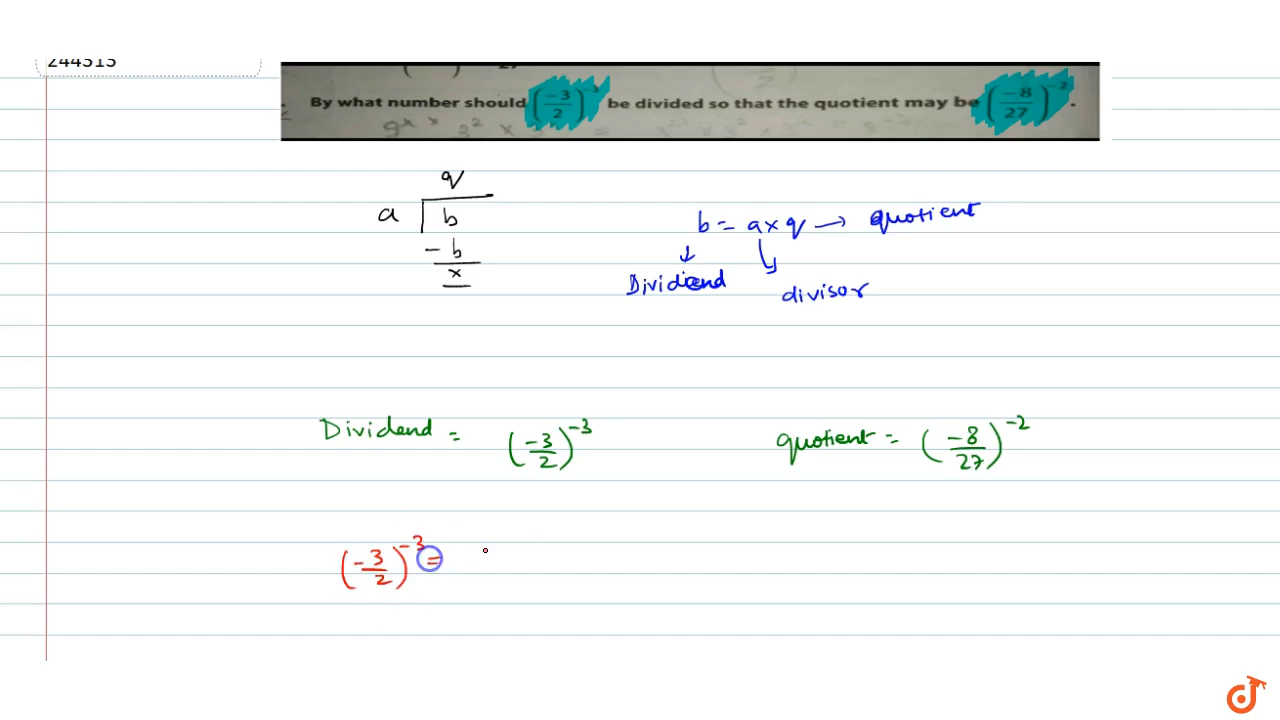 244515
By what number should (-3/2)^-3 be divided so that the quotient may be (-8/27)^-2.
q
a b
b = a x q → quotient
- b
x
Dividend
divisor
Dividend = (-3/2)^-3 quotient = (-8/27)^-2
(-3/2)^-3 =